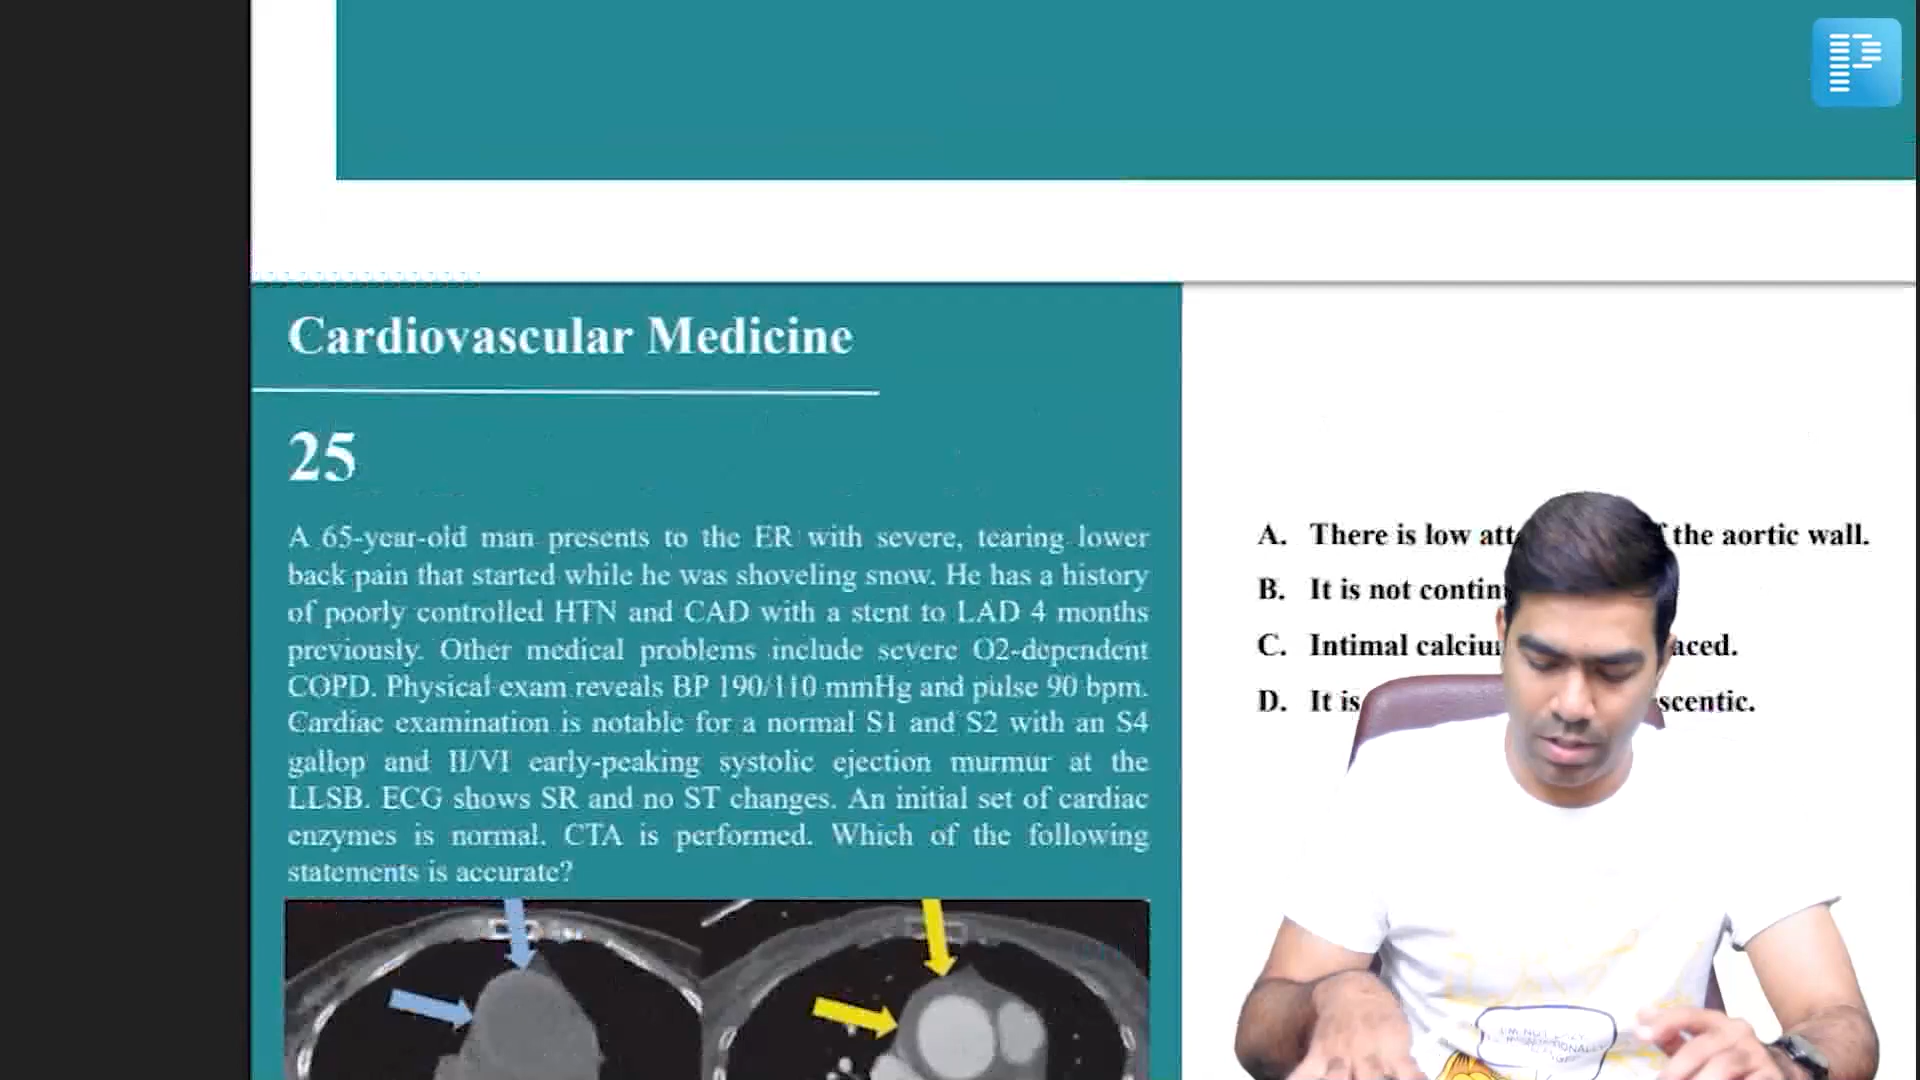 Cardiovascular Medicine
25
A 65-year-old man presents to the ER with severe, tearing lower
back pain that started while he was shoveling snow. He has a history
of poorly controlled HTN and CAD with a stent to LAD 4 months
previously. Other medical problems include severe O2-dependent
COPD. Physical exam reveals BP 190/110 mmHg and pulse 90 bpm.
Cardiac examination is notable for a normal S1 and S2 with an S4
gallop and II/VI early-peaking systolic ejection murmur at the
LLSB. ECG shows SR and no ST changes. An initial set of cardiac
enzymes is normal. CTA is performed. Which of the following
statements is accurate?
A. There is low the aortic wall.
B. It is not
C. Intimal
D. It is
I'M NOT